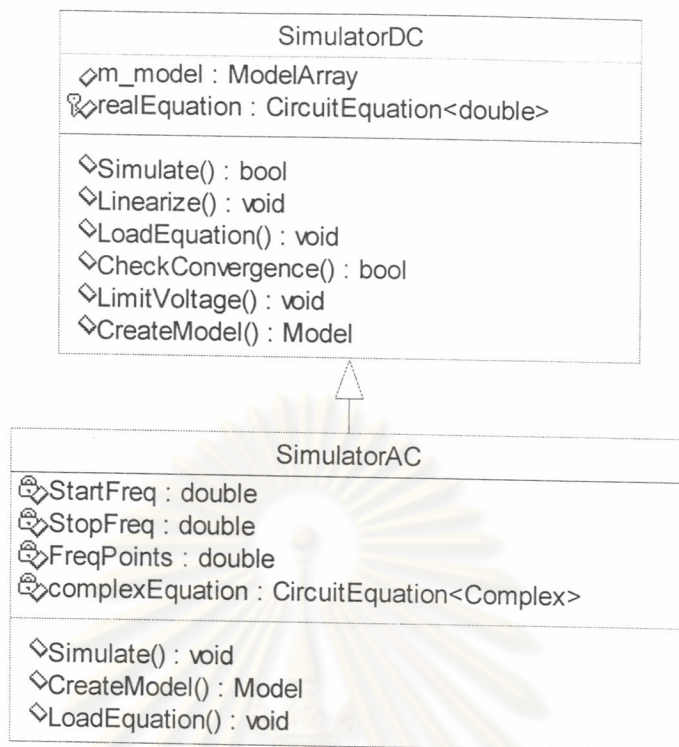 SimulatorDC
m_model : ModelArray
realEquation : CircuitEquation<double>
Simulate() : bool
Linearize() : void
LoadEquation() : void
CheckConvergence() : bool
LimitVoltage() : void
CreateModel() : Model
SimulatorAC
StartFreq : double
StopFreq : double
FreqPoints : double
complexEquation : CircuitEquation<Complex>
Simulate() : void
CreateModel() : Model
LoadEquation() : void